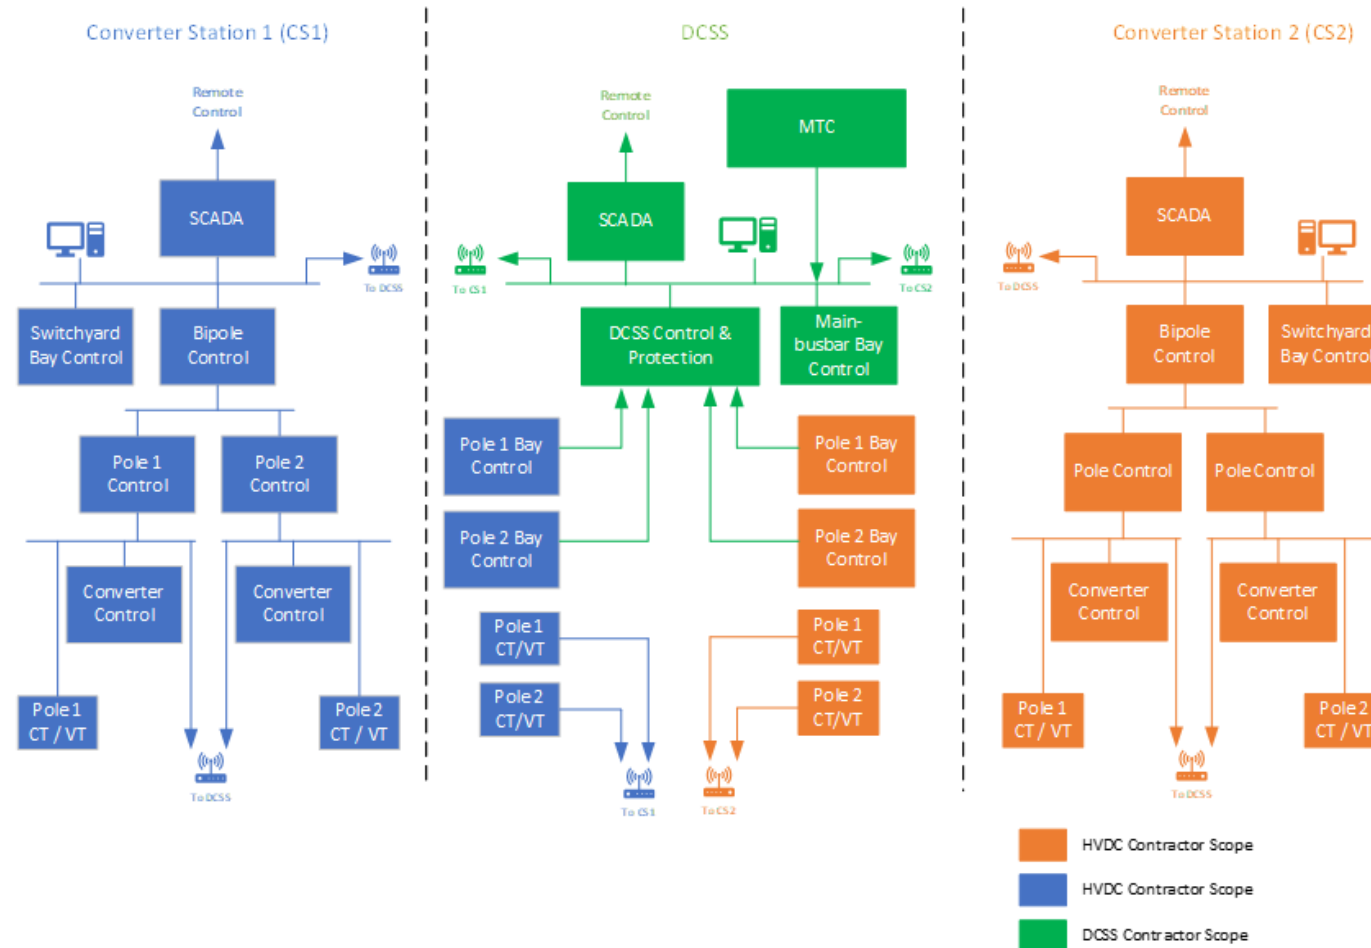 Converter Station 1 (CS1)
DCSS
Converter Station 2 (CS2)
Remote
Control
SCADA
To DCSS
Switchyard
Bay Control
Bipole
Control
Pole 1
Control
Pole 2
Control
Converter
Control
Converter
Control
Pole 1
CT / VT
Pole 2
CT / VT
To DCSS
Remote
Control
MTC
SCADA
To CS1
To CS2
DCSS Control &
Protection
Main-
busbar Bay
Control
Pole 1 Bay
Control
Pole 1 Bay
Control
Pole 2 Bay
Control
Pole 2 Bay
Control
Pole 1
CT/VT
Pole 1
CT/VT
Pole 2
CT/VT
Pole 2
CT/VT
To CS1
To CS2
Remote
Control
SCADA
To DCSS
Bipole
Control
Switchyard
Bay Control
Pole Control
Pole Control
Converter
Control
Converter
Control
Pole 1
CT / VT
Pole 2
CT / VT
To DCSS
HVDC Contractor Scope
HVDC Contractor Scope
DCSS Contractor Scope